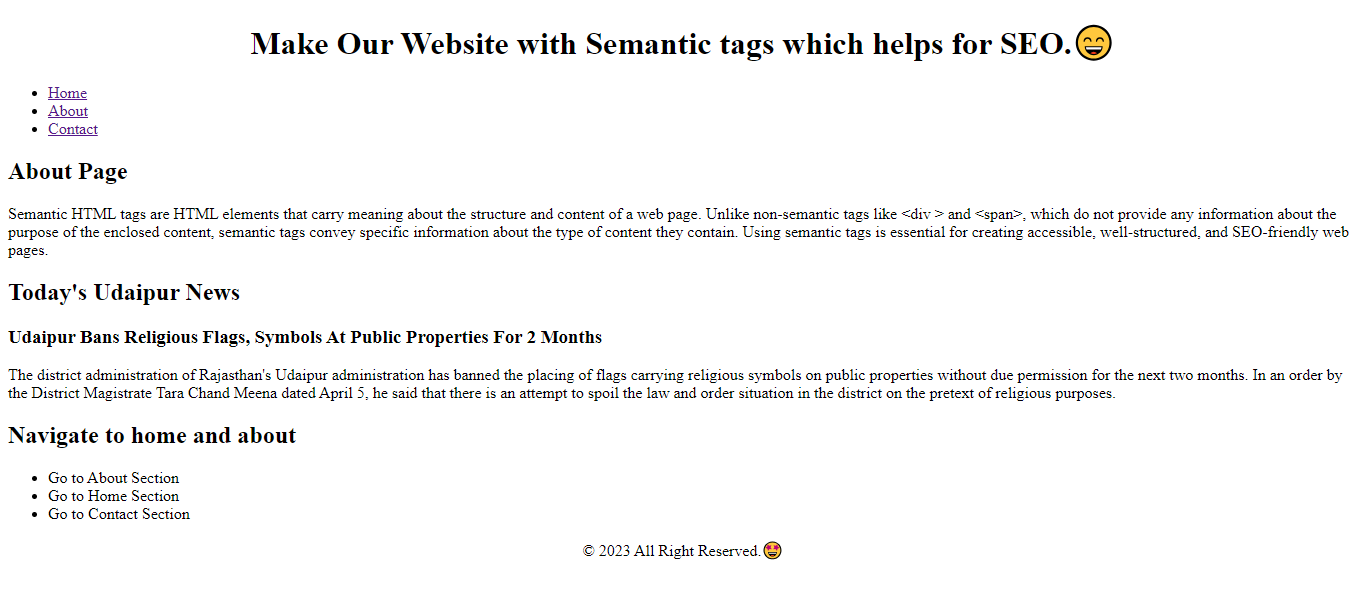 Make Our Website with Semantic tags which helps for SEO.😄
Home
About
Contact
About Page
Semantic HTML tags are HTML elements that carry meaning about the structure and content of a web page. Unlike non-semantic tags like <div > and <span>, which do not provide any information about the
purpose of the enclosed content, semantic tags convey specific information about the type of content they contain. Using semantic tags is essential for creating accessible, well-structured, and SEO-friendly web
pages.
Today's Udaipur News
Udaipur Bans Religious Flags, Symbols At Public Properties For 2 Months
The district administration of Rajasthan's Udaipur administration has banned the placing of flags carrying religious symbols on public properties without due permission for the next two months. In an order by
the District Magistrate Tara Chand Meena dated April 5, he said that there is an attempt to spoil the law and order situation in the district on the pretext of religious purposes.
Navigate to home and about
Go to About Section
Go to Home Section
Go to Contact Section
© 2023 All Right Reserved.🤩